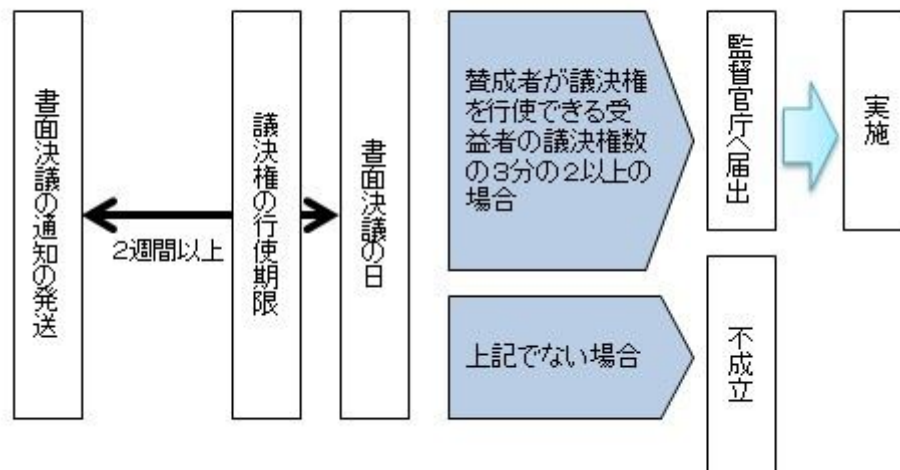 書面決議の通知の発送
2週間以上
議決権の行使期限
書面決議の日
賛成者が議決権
を行使できる受
益者の議決権数
の3分の2以上の
場合
監督官庁へ届出
実施
上記でない場合
不成立